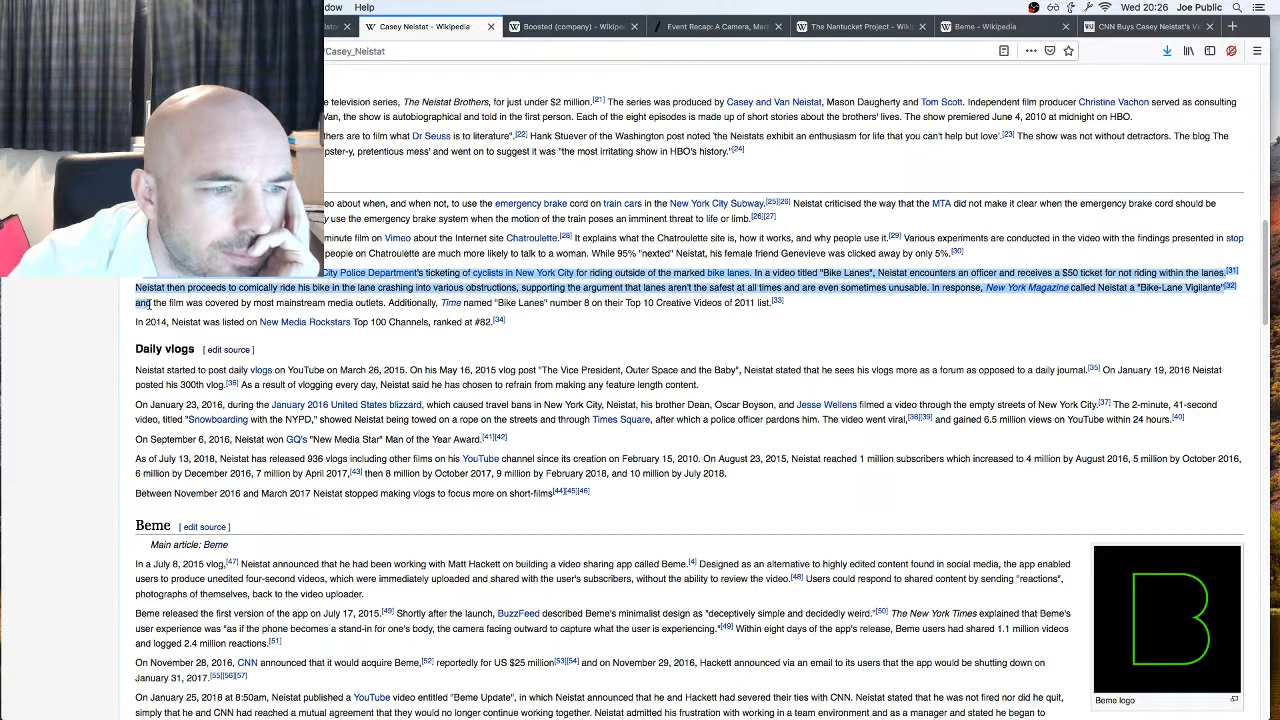 dow Help
Wed 20:26 Joe Public
Casey Neistat - Wikipedia
Boosted (company) - Wikipe
Event Recap: A Camera, Mar
The Nantucket Project - Wiki
Beme - Wikipedia
CNN Buys Casey Neistat's Vi
/Casey_Neistat
e television series, The Neistat Brothers, for just under $2 million.[21] The series was produced by Casey and Van Neistat, Mason Daugherty and Tom Scott. Independent film producer Christine Vachon served as consulting
Van, the show is autobiographical and told in the first person. Each of the eight episodes is made up of short stories about the brothers' lives. The show premiered June 4, 2010 at midnight on HBO.
hers are to film what Dr Seuss is to literature".[22] Hank Stuever of the Washington post noted 'the Neistats exhibit an enthusiasm for life that you can't help but love'.[23] The show was not without detractors. The blog The
pster-y, pretentious mess' and went on to suggest it was "the most irritating show in HBO's history."[24]
eo about when, and when not, to use the emergency brake cord on train cars in the New York City Subway.[25][26] Neistat criticised the way that the MTA did not make it clear when the emergency brake cord should be
y use the emergency brake system when the motion of the train poses an imminent threat to life or limb.[26][27]
minute film on Vimeo about the Internet site Chatroulette.[28] It explains what the Chatroulette site is, how it works, and why people use it.[29] Various experiments are conducted in the video with the findings presented in stop
people on Chatroulette are much more likely to talk to a woman. While 95% "nexted" Neistat, his female friend Genevieve was clicked away by only 5%.[30]
City Police Department's ticketing of cyclists in New York City for riding outside of the marked bike lanes. In a video titled "Bike Lanes", Neistat encounters an officer and receives a $50 ticket for not riding within the lanes.[31]
Neistat then proceeds to comically ride his bike in the lane crashing into various obstructions, supporting the argument that lanes aren't the safest at all times and are even sometimes unusable. In response, New York Magazine called Neistat a "Bike-Lane Vigilante"[32]
and the film was covered by most mainstream media outlets. Additionally, Time named "Bike Lanes" number 8 on their Top 10 Creative Videos of 2011 list.[33]
In 2014, Neistat was listed on New Media Rockstars Top 100 Channels, ranked at #82.[34]
Daily vlogs [ edit source ]
Neistat started to post daily vlogs on YouTube on March 26, 2015. On his May 16, 2015 vlog post "The Vice President, Outer Space and the Baby", Neistat stated that he sees his vlogs more as a forum as opposed to a daily journal.[35] On January 19, 2016 Neistat
posted his 300th vlog.[36] As a result of vlogging every day, Neistat said he has chosen to refrain from making any feature length content.
On January 23, 2016, during the January 2016 United States blizzard, which caused travel bans in New York City, Neistat, his brother Dean, Oscar Boyson, and Jesse Wellens filmed a video through the empty streets of New York City.[37] The 2-minute, 41-second
video, titled "Snowboarding with the NYPD," showed Neistat being towed on a rope on the streets and through Times Square, after which a police officer pardons him. The video went viral,[38][39] and gained 6.5 million views on YouTube within 24 hours.[40]
On September 6, 2016, Neistat won GQ's "New Media Star" Man of the Year Award.[41][42]
As of July 13, 2018, Neistat has released 936 vlogs including other films on his YouTube channel since its creation on February 15, 2010. On August 23, 2015, Neistat reached 1 million subscribers which increased to 4 million by August 2016, 5 million by October 2016,
6 million by December 2016, 7 million by April 2017,[43] then 8 million by October 2017, 9 million by February 2018, and 10 million by July 2018.
Between November 2016 and March 2017 Neistat stopped making vlogs to focus more on short-films[44][45][46]
Beme [ edit source ]
Main article: Beme
In a July 8, 2015 vlog,[47] Neistat announced that he had been working with Matt Hackett on building a video sharing app called Beme.[4] Designed as an alternative to highly edited content found in social media, the app enabled
users to produce unedited four-second videos, which were immediately uploaded and shared with the user's subscribers, without the ability to review the video.[48] Users could respond to shared content by sending "reactions",
photographs of themselves, back to the video uploader.
Beme released the first version of the app on July 17, 2015.[49] Shortly after the launch, BuzzFeed described Beme's minimalist design as "deceptively simple and decidedly weird."[50] The New York Times explained that Beme's
user experience was "as if the phone becomes a stand-in for one's body, the camera facing outward to capture what the user is experiencing."[49] Within eight days of the app's release, Beme users had shared 1.1 million videos
and logged 2.4 million reactions.[51]
On November 28, 2016, CNN announced that it would acquire Beme,[52] reportedly for US $25 million[53][54] and on November 29, 2016, Hackett announced via an email to its users that the app would be shutting down on
January 31, 2017.[55][56][57]
On January 25, 2018 at 8:50am, Neistat published a YouTube video entitled "Beme Update", in which Neistat announced that he and Hackett had severed their ties with CNN. Neistat stated that he was not fired nor did he quit,
simply that he and CNN had reached a mutual agreement that they would no longer continue working together. Neistat admitted his frustration with working in a team environment and as a manager and stated he began to
B
Beme logo